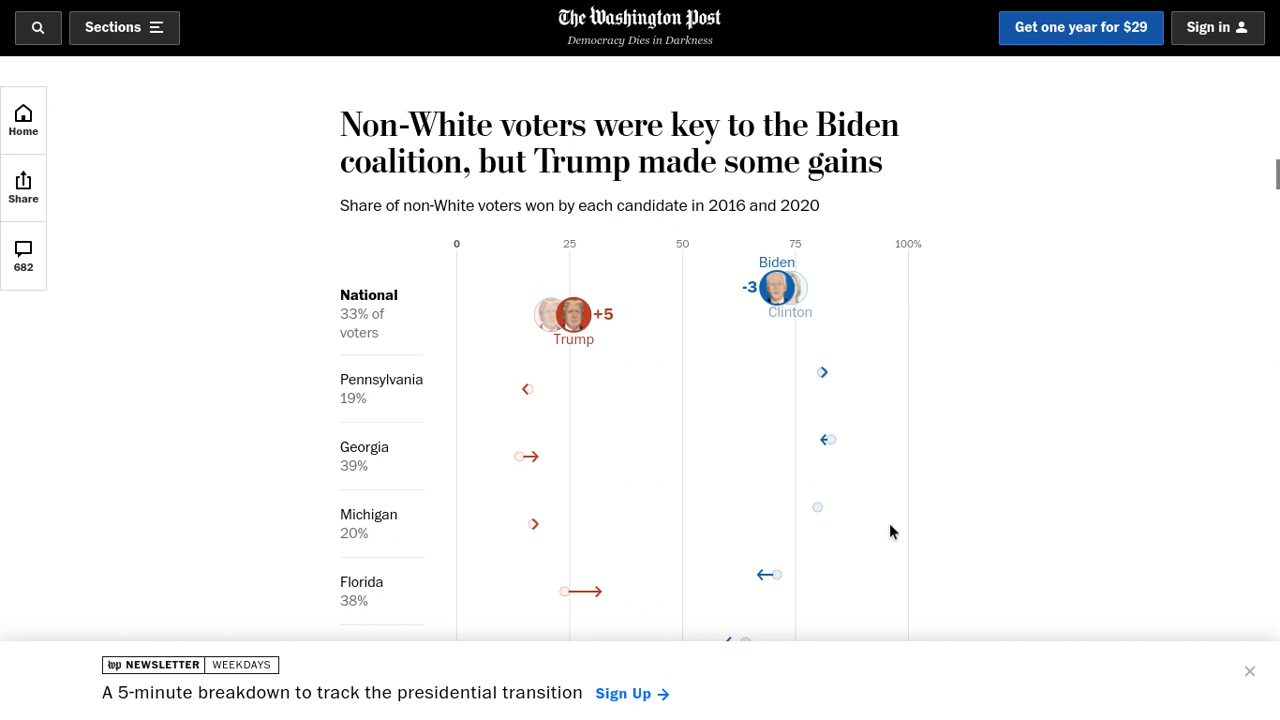 Sections
The Washington Post
Democracy Dies in Darkness
Get one year for $29
Sign in
Home
Share
682
Non-White voters were key to the Biden
coalition, but Trump made some gains
Share of non-White voters won by each candidate in 2016 and 2020
0 25 50 75 100%
Biden
-3
Clinton
National
33% of
voters
+5
Trump
Pennsylvania
19%
Georgia
39%
Michigan
20%
Florida
38%
wp NEWSLETTER WEEKDAYS
A 5-minute breakdown to track the presidential transition Sign Up →